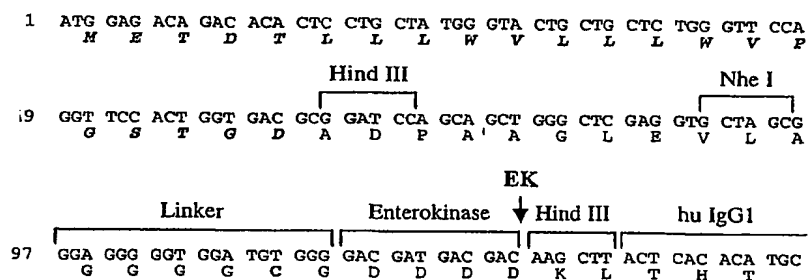 1 ATG GAG ACA GAC ACA CTC CTG CTA TGG GTA CTG CTG CTC TGG GTT CCA
M E T D T L L L W V L L L W V P
Hind III Nhe I
49 GGT TCC ACT GGT GAC GCG GAT CCA GCA GCT GGG CTC GAG GTG CTA GCG
G S T G D A D P A A G L E V L A
EK
Linker Enterokinase Hind III hu IgG1
97 GGA GGG GGT GGA TGT GGG GAC GAT GAC GAC AAG CTT ACT CAC ACA TGC
G G G G C G D D D D K L T H T